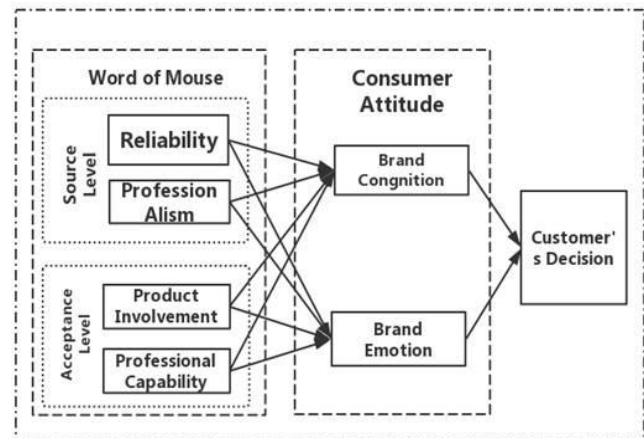 Word of Mouse
Source
Level
Reliability
Profession
Alism
Acceptance
Level
Product
Involvement
Professional
Capability
Consumer
Attitude
Brand
Congnition
Brand
Emotion
Customer'
s Decision